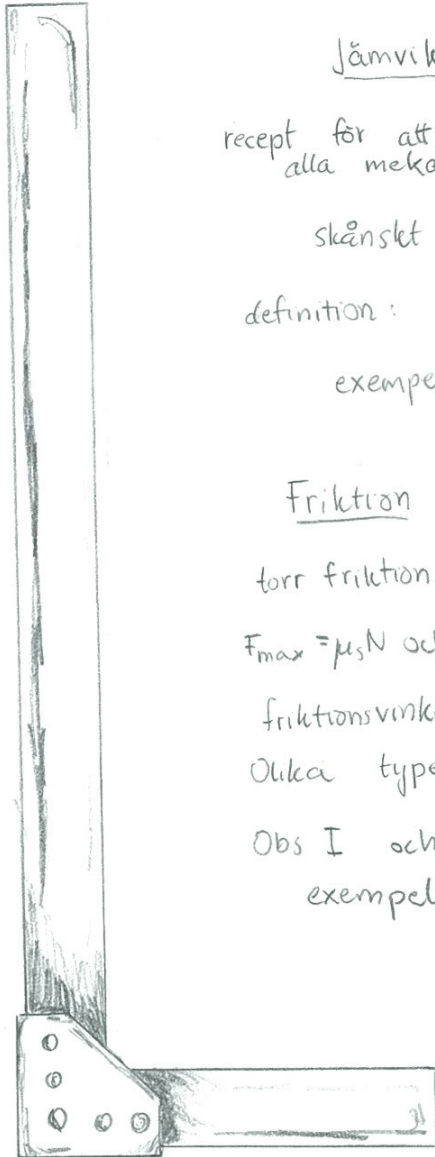 Jämvik
recept för att
alla meka
skånskt
definition:
exempe
Friktion
torr friktion
Fmax = μsN och
friktionsvinke
Olika type
Obs I och
exempel